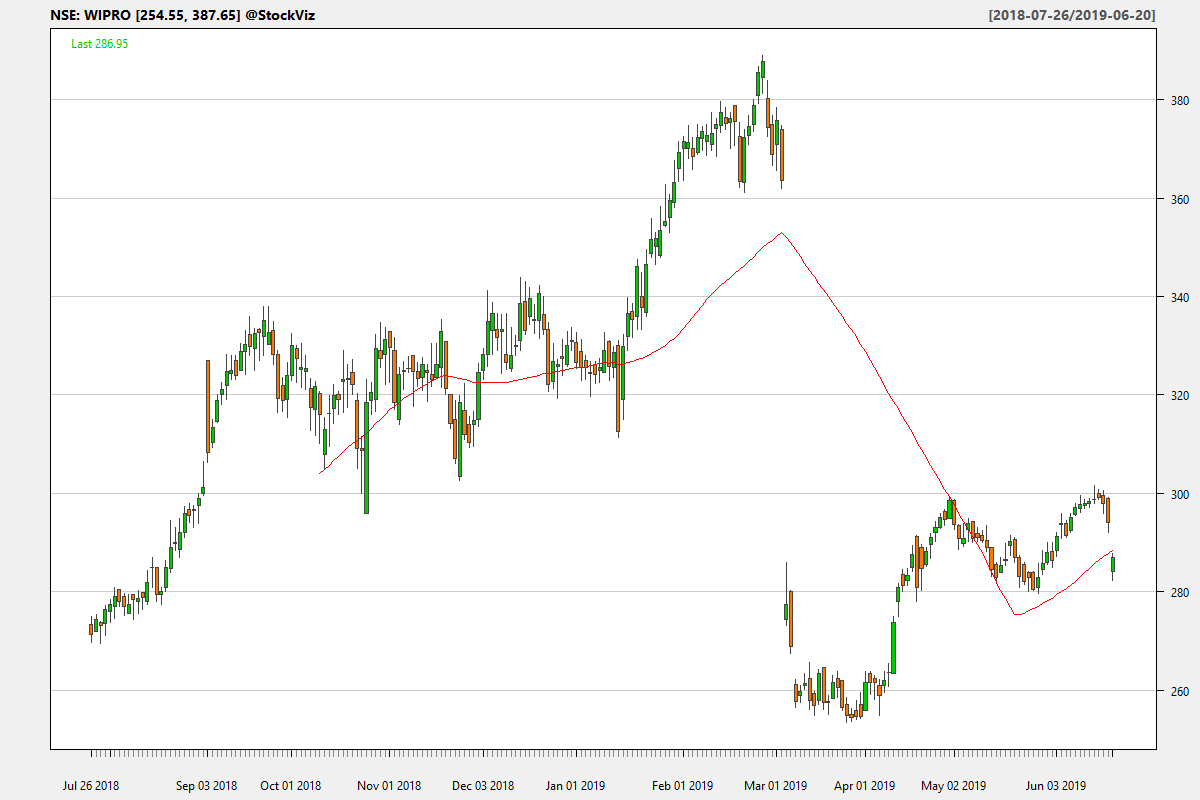 NSE: WIPRO [254.55, 387.65] @StockViz [2018-07-26/2019-06-20]
Last 286.95
380
360
340
320
300
280
260
Jul 26 2018 Sep 03 2018 Oct 01 2018 Nov 01 2018 Dec 03 2018 Jan 01 2019 Feb 01 2019 Mar 01 2019 Apr 01 2019 May 02 2019 Jun 03 2019